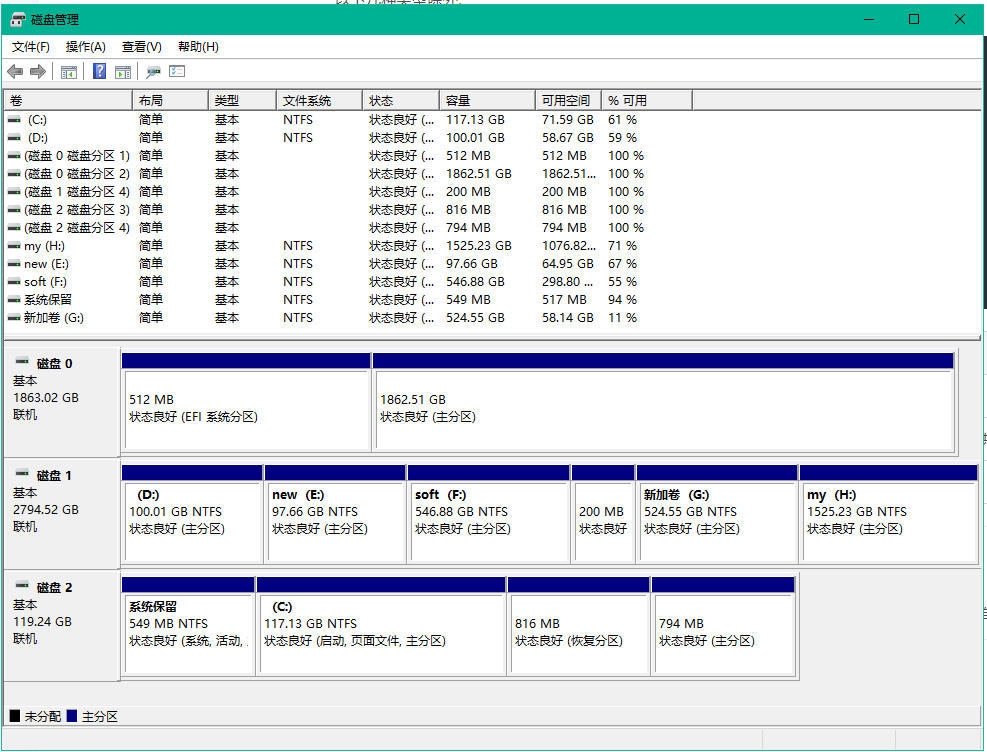 磁盘管理
文件(F) 操作(A) 查看(V) 帮助(H)
卷 布局 类型 文件系统 状态 容量 可用空间 % 可用
(C:) 简单 基本 NTFS 状态良好 (... 117.13 GB 71.59 GB 61 %
(D:) 简单 基本 NTFS 状态良好 (... 100.01 GB 58.67 GB 59 %
(磁盘 0 磁盘分区 1) 简单 基本 状态良好 (... 512 MB 512 MB 100 %
(磁盘 0 磁盘分区 2) 简单 基本 状态良好 (... 1862.51 GB 1862.51... 100 %
(磁盘 1 磁盘分区 4) 简单 基本 状态良好 (... 200 MB 200 MB 100 %
(磁盘 2 磁盘分区 3) 简单 基本 状态良好 (... 816 MB 816 MB 100 %
(磁盘 2 磁盘分区 4) 简单 基本 状态良好 (... 794 MB 794 MB 100 %
my (H:) 简单 基本 NTFS 状态良好 (... 1525.23 GB 1076.82... 71 %
new (E:) 简单 基本 NTFS 状态良好 (... 97.66 GB 64.95 GB 67 %
soft (F:) 简单 基本 NTFS 状态良好 (... 546.88 GB 298.80 ... 55 %
系统保留 简单 基本 NTFS 状态良好 (... 549 MB 517 MB 94 %
新加卷 (G:) 简单 基本 NTFS 状态良好 (... 524.55 GB 58.14 GB 11 %
磁盘 0
基本
1863.02 GB
联机
512 MB
状态良好 (EFI 系统分区)
1862.51 GB
状态良好 (主分区)
磁盘 1
基本
2794.52 GB
联机
(D:)
100.01 GB NTFS
状态良好 (主分区)
new (E:)
97.66 GB NTFS
状态良好 (主分区)
soft (F:)
546.88 GB NTFS
状态良好 (主分区)
200 MB
状态良好
新加卷 (G:)
524.55 GB NTFS
状态良好 (主分区)
my (H:)
1525.23 GB NTFS
状态良好 (主分区)
磁盘 2
基本
119.24 GB
联机
系统保留
549 MB NTFS
状态良好 (系统, 活动,
(C:)
117.13 GB NTFS
状态良好 (启动, 页面文件, 主分区)
816 MB
状态良好 (恢复分区)
794 MB
状态良好 (主分区)
未分配 主分区